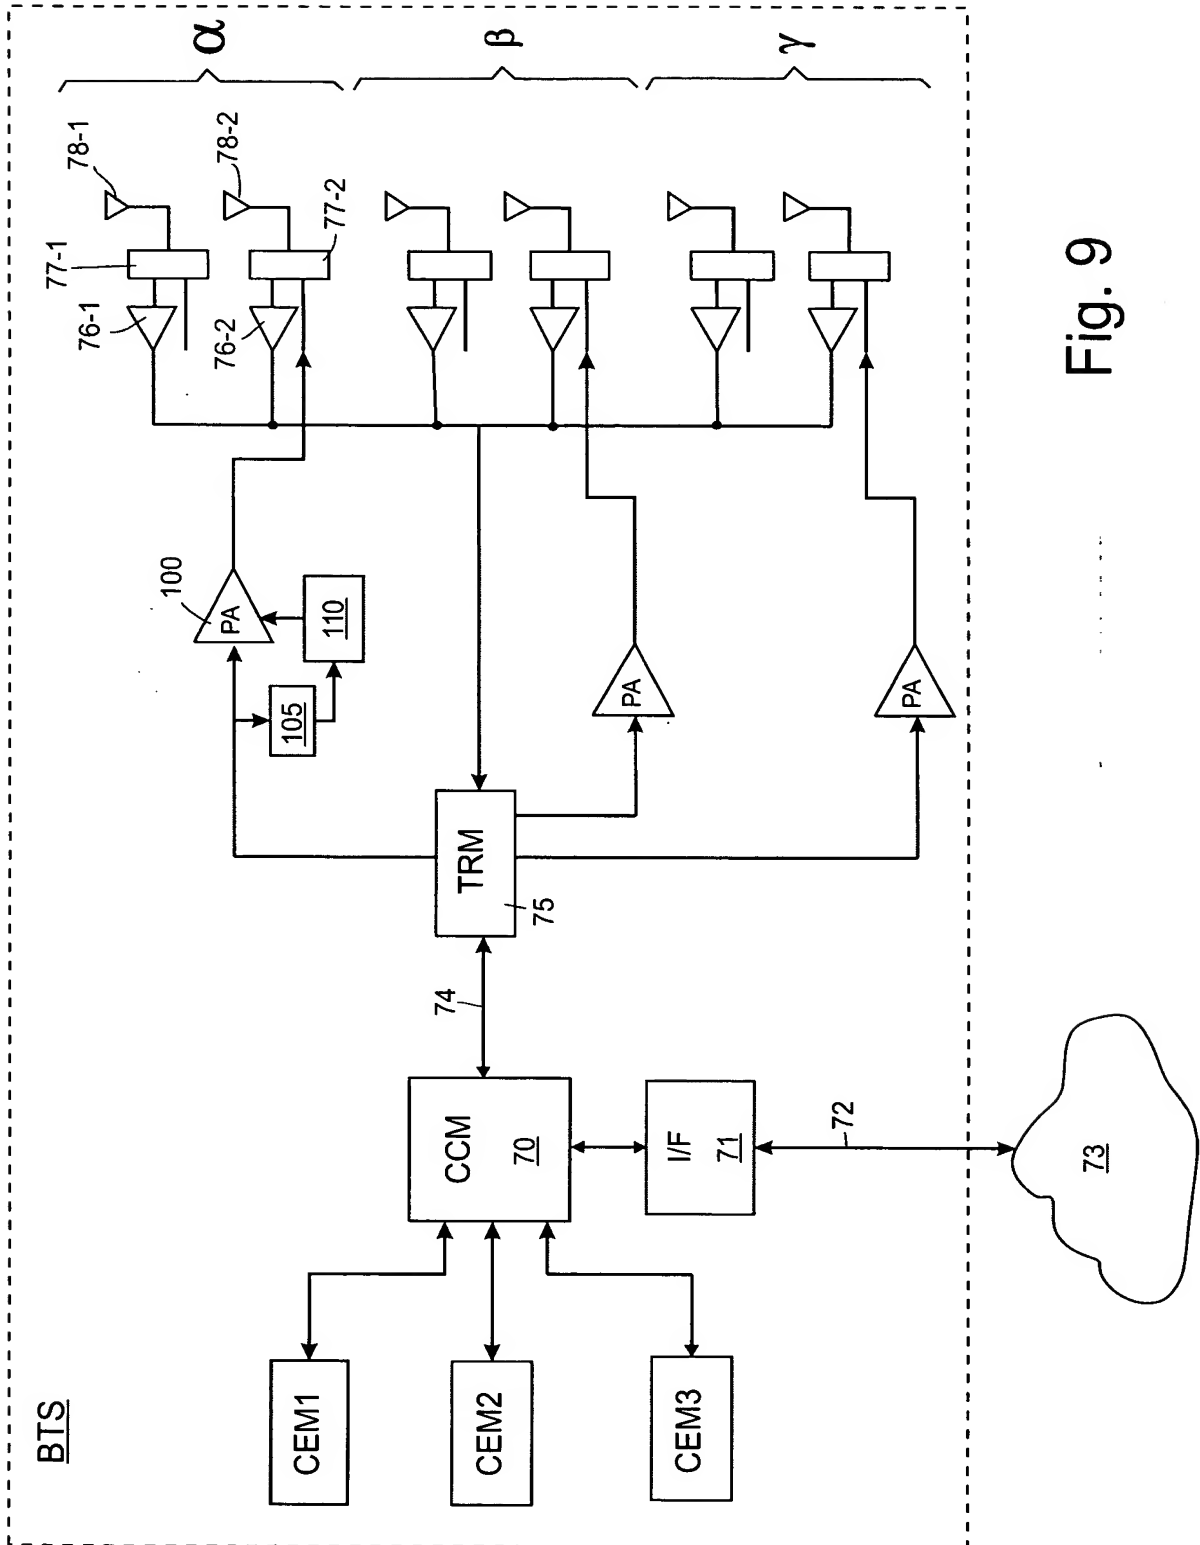 BTS
CEM1
CEM2
CEM3
CCM
70
I/F
71
72
73
74
TRM
75
PA
100
105
110
PA
PA
76-1
77-1
78-1
76-2
77-2
78-2
α
β
γ
Fig. 9